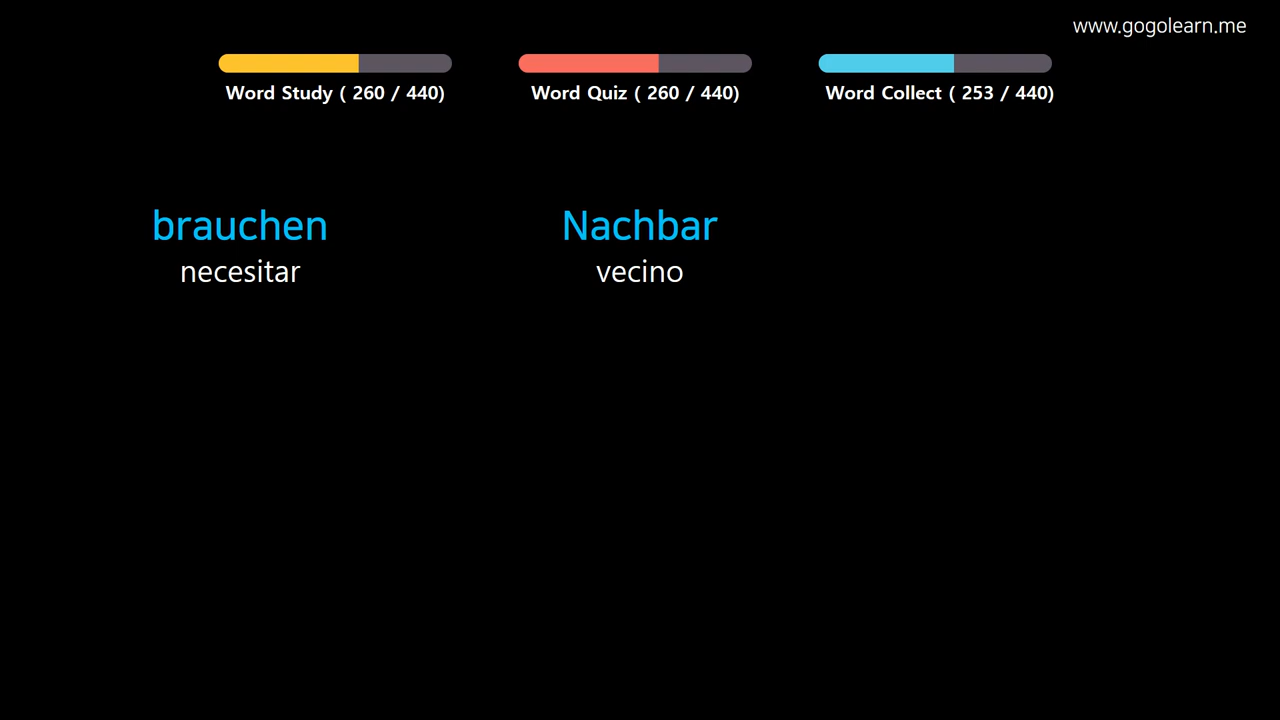 www.gogolearn.me
Word Study ( 260 / 440)
Word Quiz ( 260 / 440)
Word Collect ( 253 / 440)
brauchen
necesitar
Nachbar
vecino